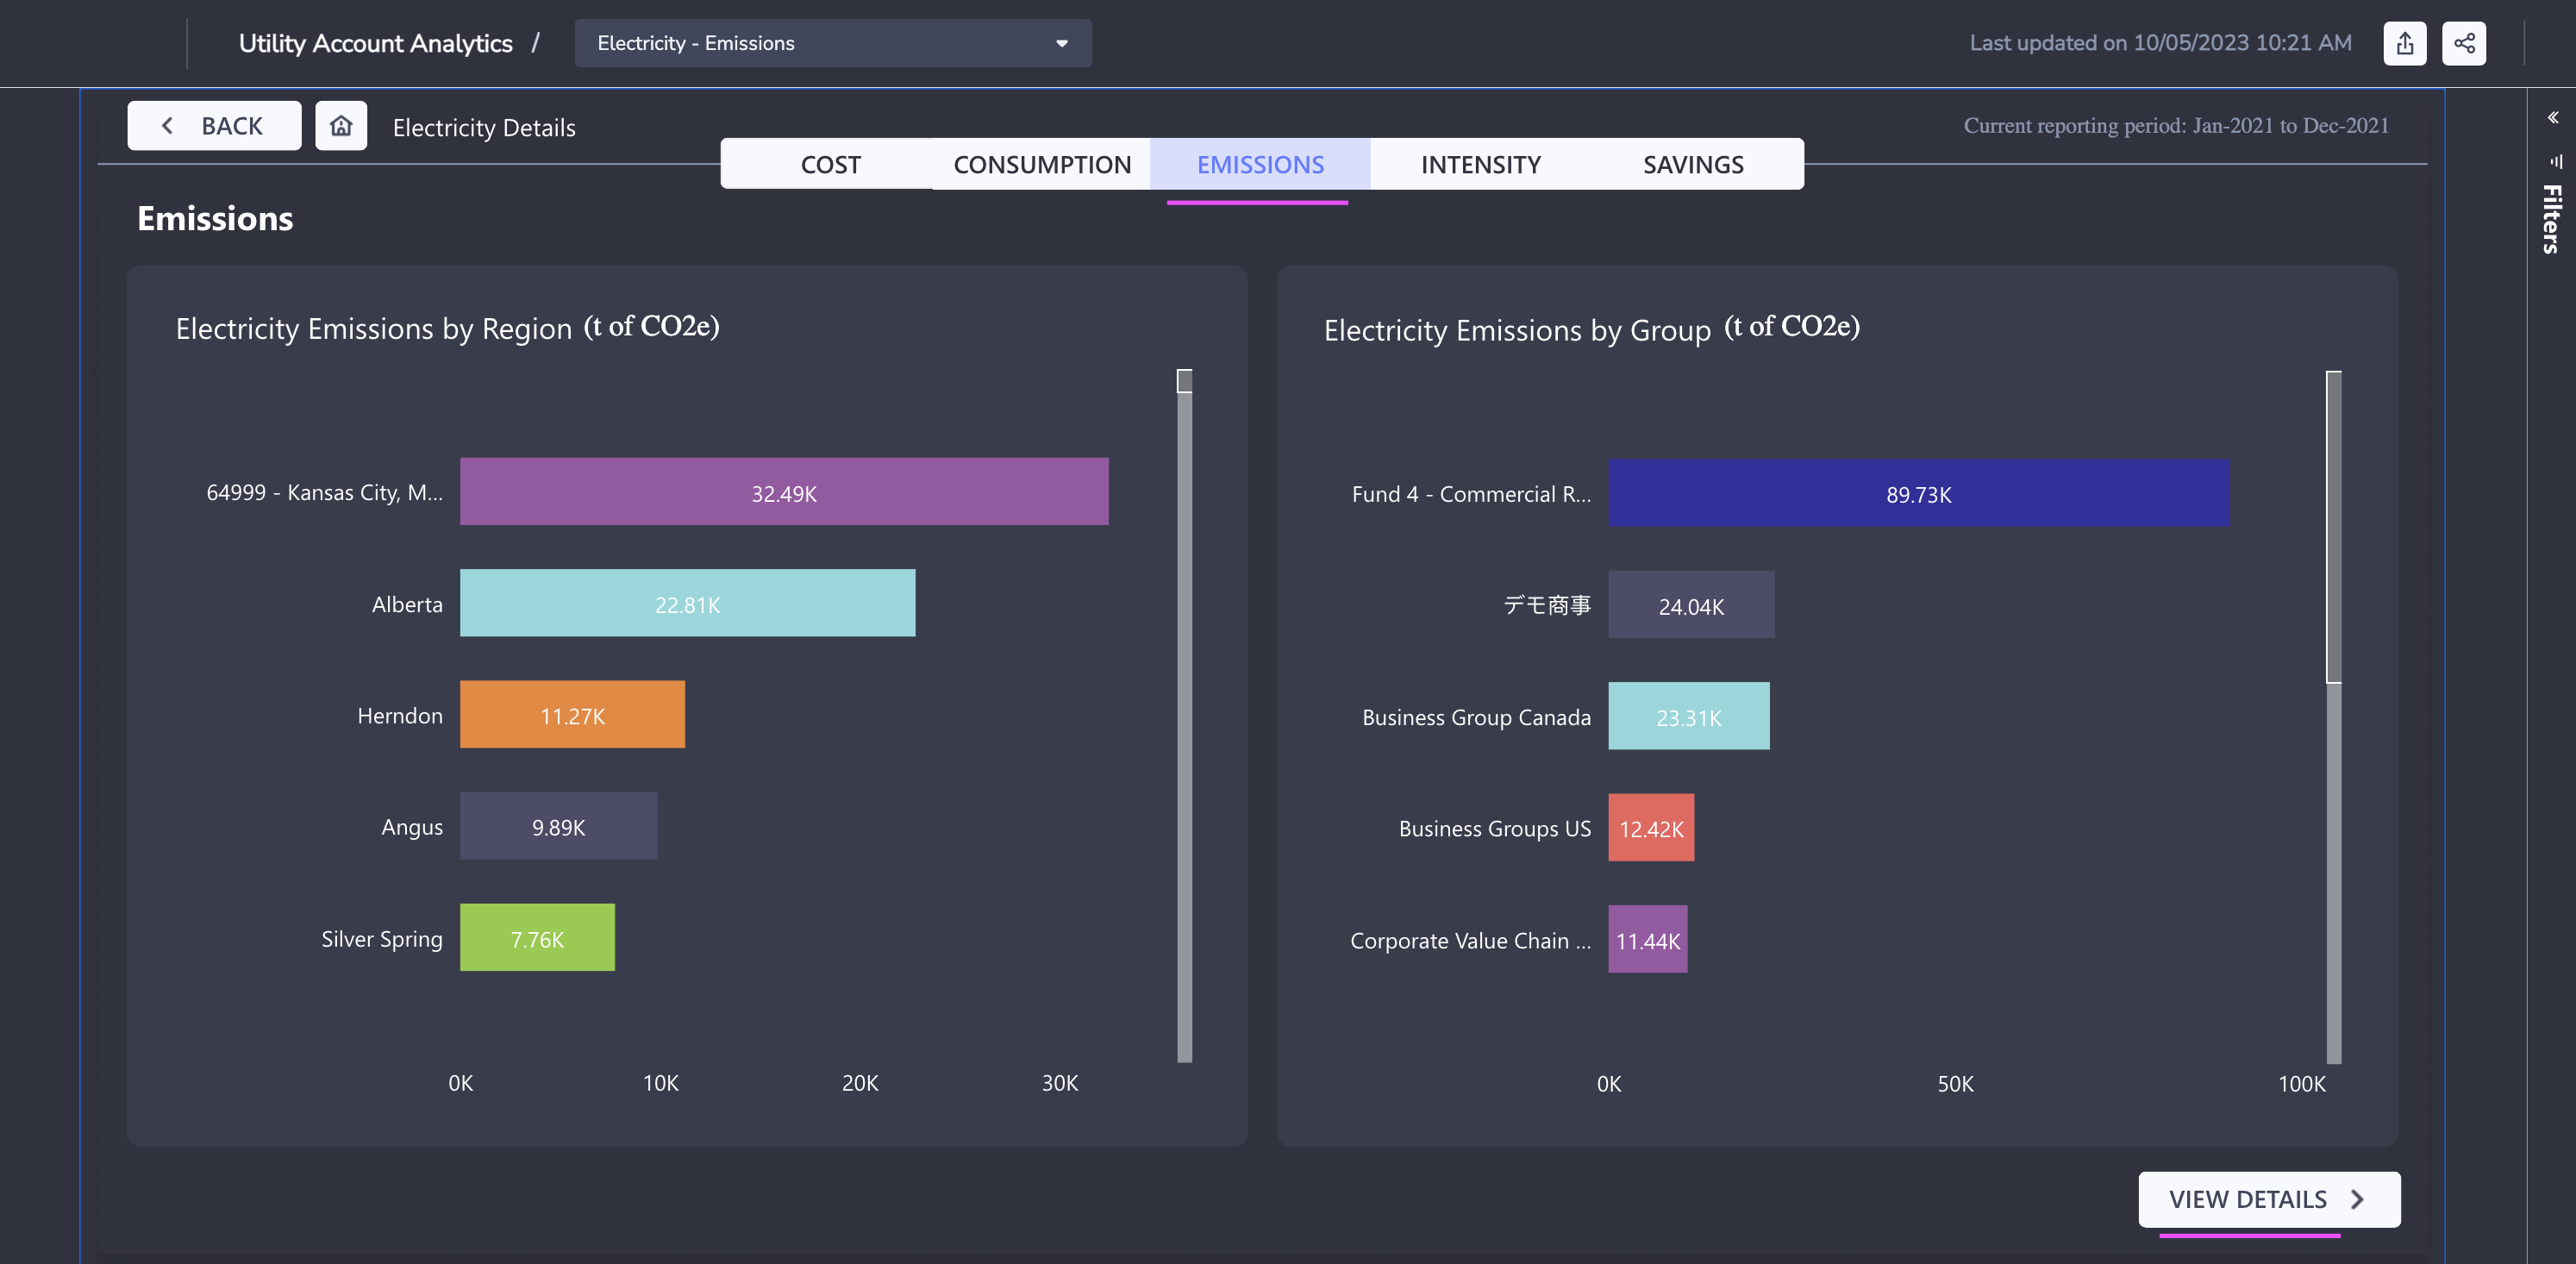 Utility Account Analytics /
Electricity - Emissions
Last updated on 10/05/2023 10:21 AM
BACK
Electricity Details
Current reporting period: Jan-2021 to Dec-2021
COST
CONSUMPTION
EMISSIONS
INTENSITY
SAVINGS
Filters
Emissions
Electricity Emissions by Region (t of CO2e)
64999 - Kansas City, M...
32.49K
Alberta
22.81K
Herndon
11.27K
Angus
9.89K
Silver Spring
7.76K
0K
10K
20K
30K
Electricity Emissions by Group (t of CO2e)
Fund 4 - Commercial R...
89.73K
デモ商事
24.04K
Business Group Canada
23.31K
Business Groups US
12.42K
Corporate Value Chain ...
11.44K
0K
50K
100K
VIEW DETAILS